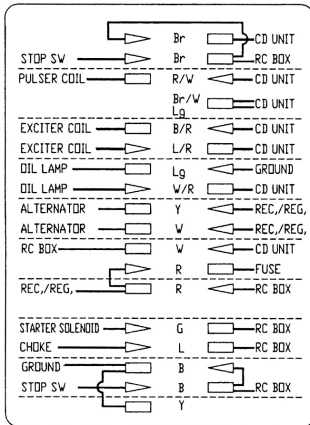 Br CD UNIT
STOP SW Br RC BOX
PULSER COIL R/W CD UNIT
Br/W
Lg CD UNIT
EXCITER COIL B/R CD UNIT
EXCITER COIL L/R CD UNIT
OIL LAMP Lg GROUND
OIL LAMP W/R CD UNIT
ALTERNATOR Y REC,/REG,
ALTERNATOR W REC,/REG,
RC BOX W CD UNIT
R FUSE
REC,/REG, R RC BOX
STARTER SOLENOID G RC BOX
CHOKE L RC BOX
GROUND B
STOP SW B RC BOX
Y